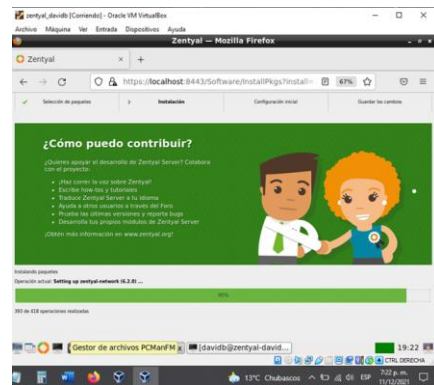 zentyal_davidb [Corriendo] - Oracle VM VirtualBox
Archivo Máquina Ver Entrada Dispositivos Ayuda
Zentyal — Mozilla Firefox
Zentyal
https://localhost:8443/Software/InstallPkgs?install= 67%
Selección de paquetes Instalación Configuración inicial Guardar los cambios
¿Cómo puedo contribuir?
¿Quieres apoyar el desarrollo de Zentyal Server? Colabora
con el proyecto:
¡Haz correr la voz sobre Zentyal!
Escribe how-tos y tutoriales
Traduce Zentyal Server a tu idioma
Ayuda a otros usuarios a través del Foro
Prueba las últimas versiones y reporta bugs
Desarrolla tus propios módulos de Zentyal Server
¡Obtén más información en www.zentyal.org!
Instalando paquetes
Operación actual: Setting up zentyal-network (6.2.0) ...
95%
393 de 418 operaciones realizadas
[Gestor de archivos PCManFM] [davidb@zentyal-david... 19:22
CTRL DERECHA
13°C Chubascos ESP 7:22 p. m.
11/12/2021